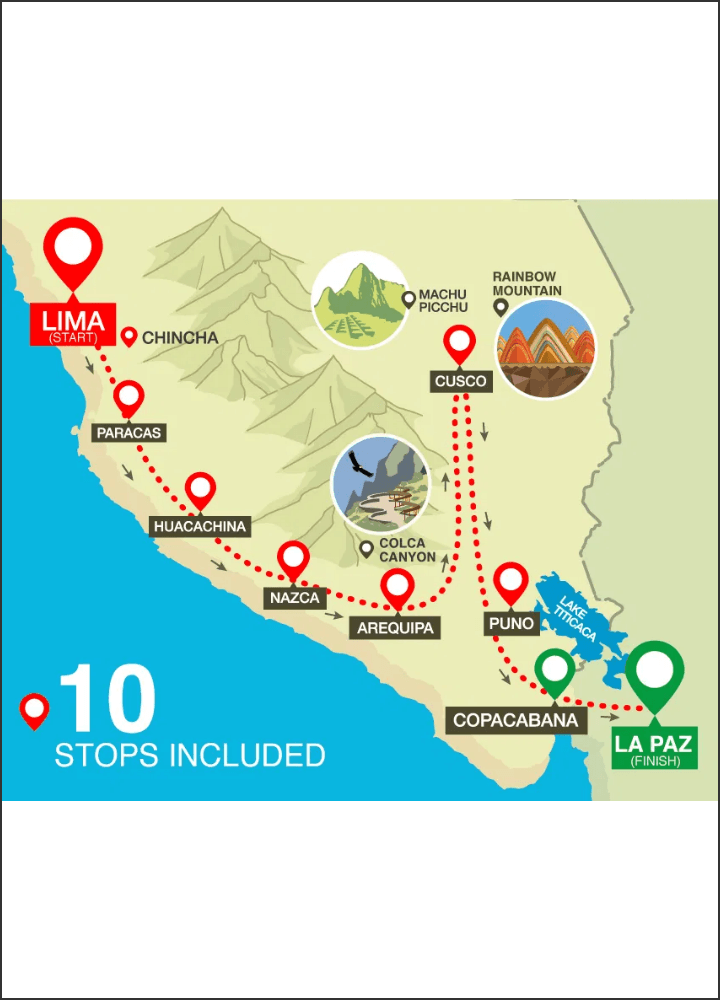 LIMA
(START)
CHINCHA
MACHU
PICCHU
RAINBOW
MOUNTAIN
CUSCO
PARACAS
HUACACHINA
COLCA
CANYON
NAZCA
AREQUIPA
PUNO
LAKE
TITICACA
COPACABANA
LA PAZ
(FINISH)
10
STOPS INCLUDED